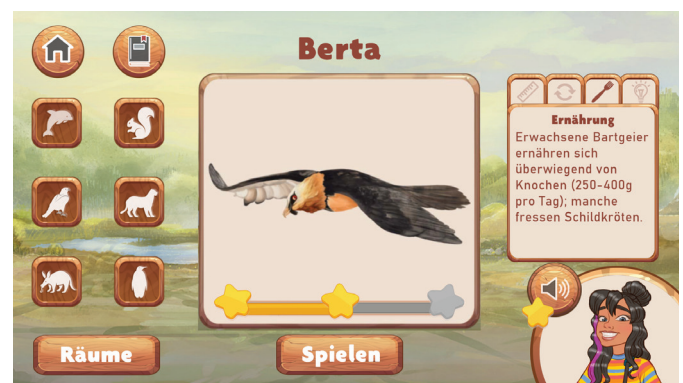 Berta
Ernährung
Erwachsene Bartgeier
ernähren sich
überwiegend von
Knochen (250-400g
pro Tag); manche
fressen Schildkröten.
Räume
Spielen